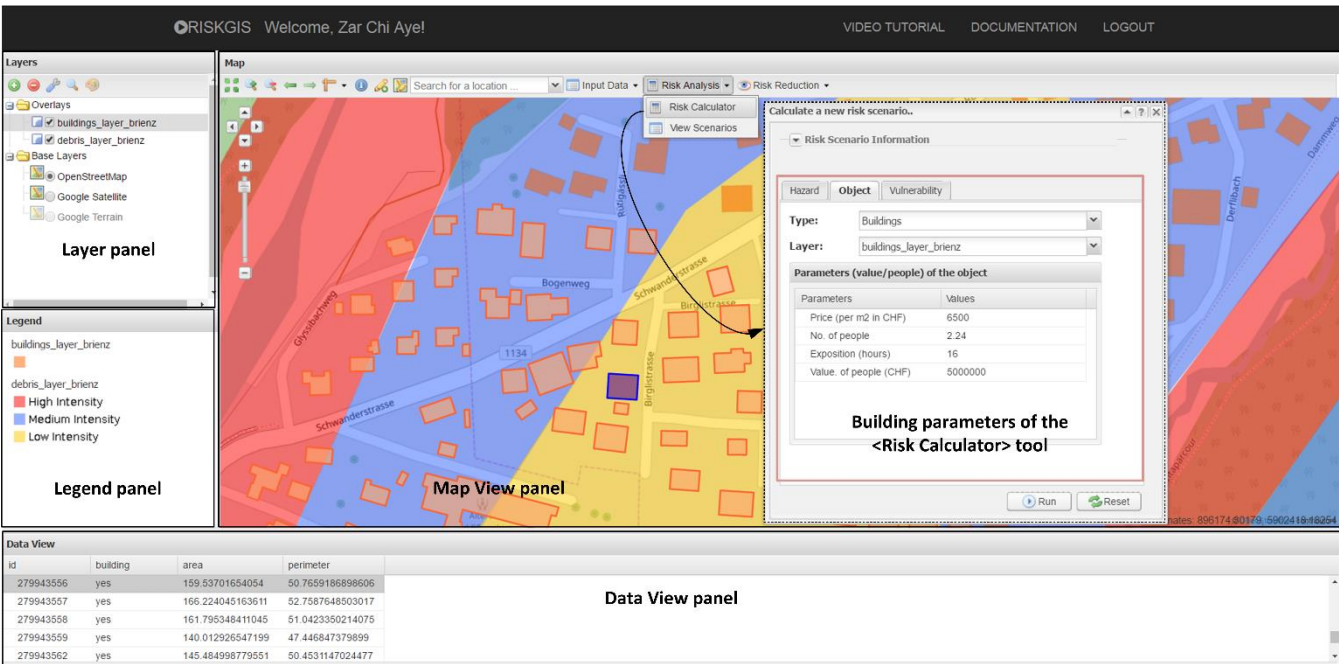 RISKGIS Welcome, Zar Chi Aye!
VIDEO TUTORIAL DOCUMENTATION LOGOUT
Layers
Overlays
buildings_layer_brienz
debris_layer_brienz
Base Layers
OpenStreetMap
Google Satellite
Google Terrain
Layer panel
Legend
buildings_layer_brienz
debris_layer_brienz
High Intensity
Medium Intensity
Low Intensity
Legend panel
Map
Search for a location ...
Input Data
Risk Analysis
Risk Reduction
Risk Calculator
View Scenarios
Rütigässli
Bogenweg
Schwanderstrasse
Birglistrasse
Glyssibachweg
1134
Birglistrasse
Schwanderstrasse
Map View panel
Dammweg
Derflibach
Calculate a new risk scenario..
Risk Scenario Information
Hazard Object Vulnerability
Type: Buildings
Layer: buildings_layer_brienz
Parameters (value/people) of the object
Parameters Values
Price (per m2 in CHF) 6500
No. of people 2.24
Exposition (hours) 16
Value. of people (CHF) 5000000
Building parameters of the
<Risk Calculator> tool
Run Reset
Data View
id building area perimeter
279943556 yes 159.53701654054 50.7659186898606
279943557 yes 166.224045163611 52.7587648503017
279943558 yes 161.795348411045 51.0423350214075
279943559 yes 140.012926547199 47.446847379899
279943562 yes 145.484998779551 50.4531147024477
Data View panel